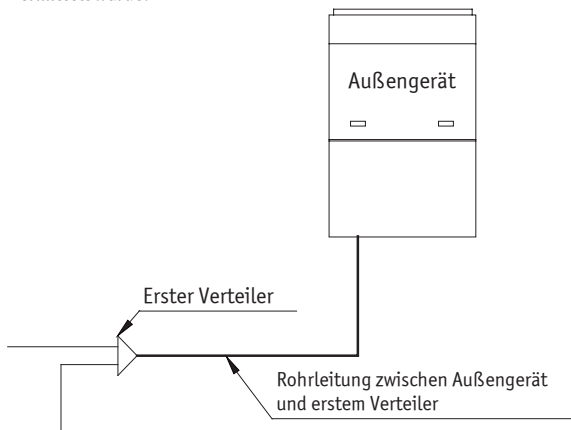 Außengerät
Erster Verteiler
Rohrleitung zwischen Außengerät
und erstem Verteiler